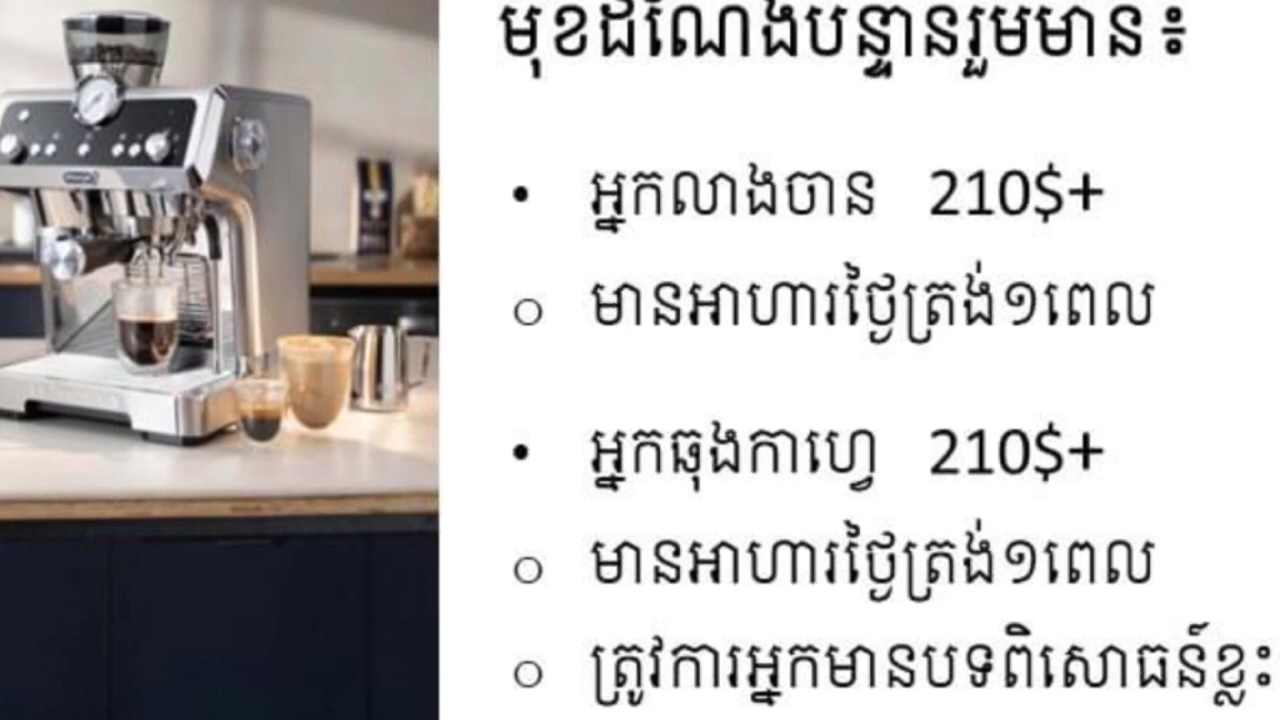 មុខដំណែងបន្ទាន់រួមមាន៖
• អ្នកលាងចាន 210$+
o មានអាហារថ្ងៃត្រង់១ពេល
• អ្នកឆុងកាហ្វេ 210$+
o មានអាហារថ្ងៃត្រង់១ពេល
o ត្រូវការអ្នកមានបទពិសោធន៍ខ្លះ